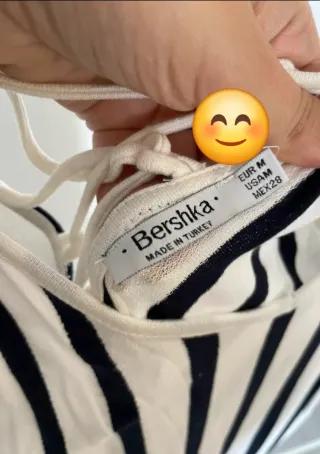 · Bershka ·
MADE IN TURKEY
EUR M
USA M
MEX 28